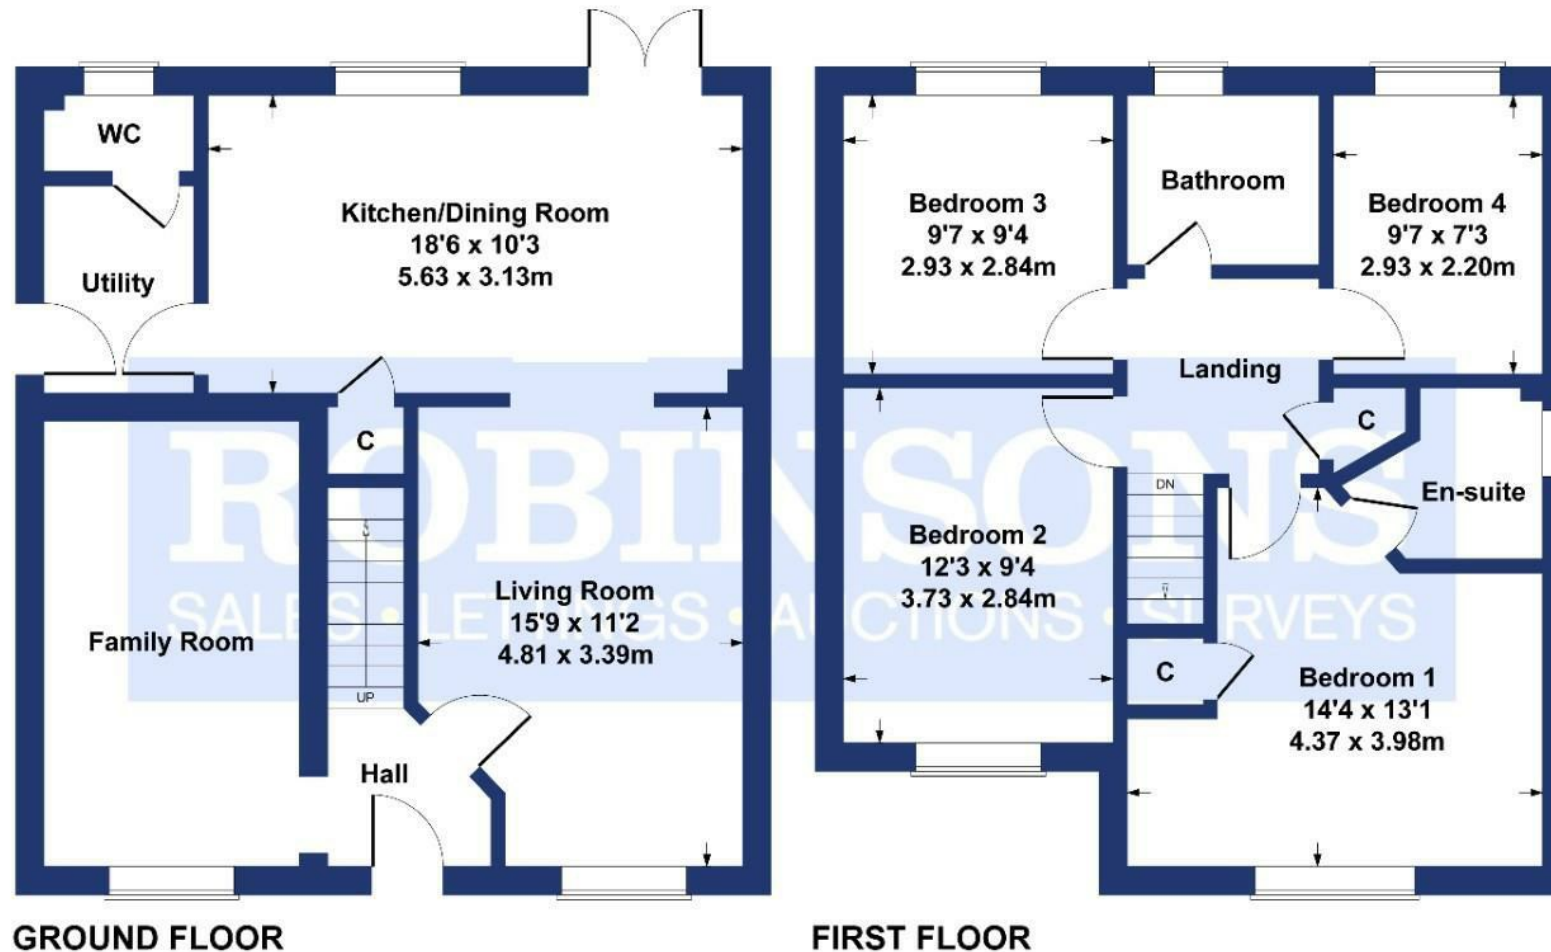 WC
Kitchen/Dining Room
18'6 x 10'3
5.63 x 3.13m
Utility
C
Living Room
15'9 x 11'2
4.81 x 3.39m
Family Room
UP
Hall
GROUND FLOOR
Bedroom 3
9'7 x 9'4
2.93 x 2.84m
Bathroom
Bedroom 4
9'7 x 7'3
2.93 x 2.20m
Landing
C
En-suite
DN
Bedroom 2
12'3 x 9'4
3.73 x 2.84m
C
Bedroom 1
14'4 x 13'1
4.37 x 3.98m
FIRST FLOOR
ROBINSONS
SALES • LETTINGS • AUCTIONS • SURVEYS